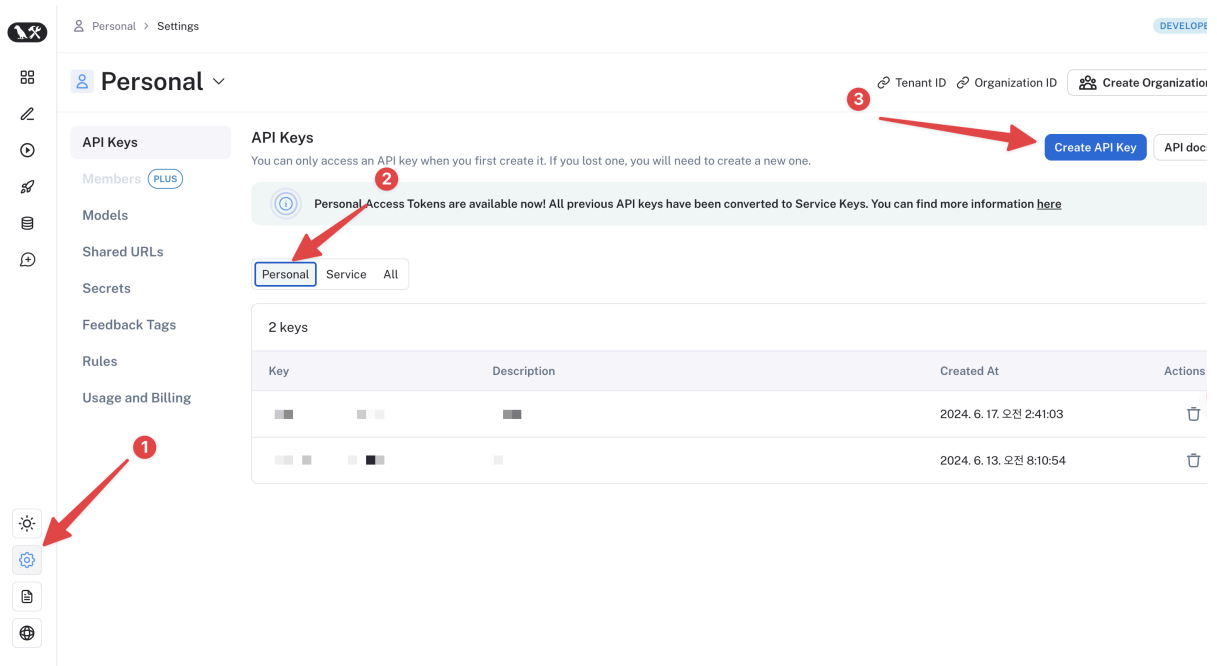 Personal > Settings
DEVELOPE
Personal
Tenant ID Organization ID Create Organization
3
API Keys
Members PLUS
Models
Shared URLs
Secrets
Feedback Tags
Rules
Usage and Billing
1
API Keys
You can only access an API key when you first create it. If you lost one, you will need to create a new one.
Create API Key API docs
2
Personal Access Tokens are available now! All previous API keys have been converted to Service Keys. You can find more information here
Personal Service All
2 keys
Key Description Created At Actions
2024. 6. 17. 오전 2:41:03
2024. 6. 13. 오전 8:10:54